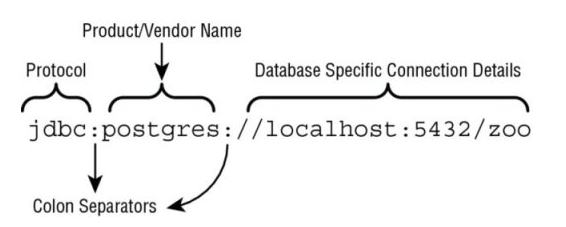 Product/Vendor Name
Protocol
Database Specific Connection Details
jdbc:postgres://localhost:5432/zoo
Colon Separators